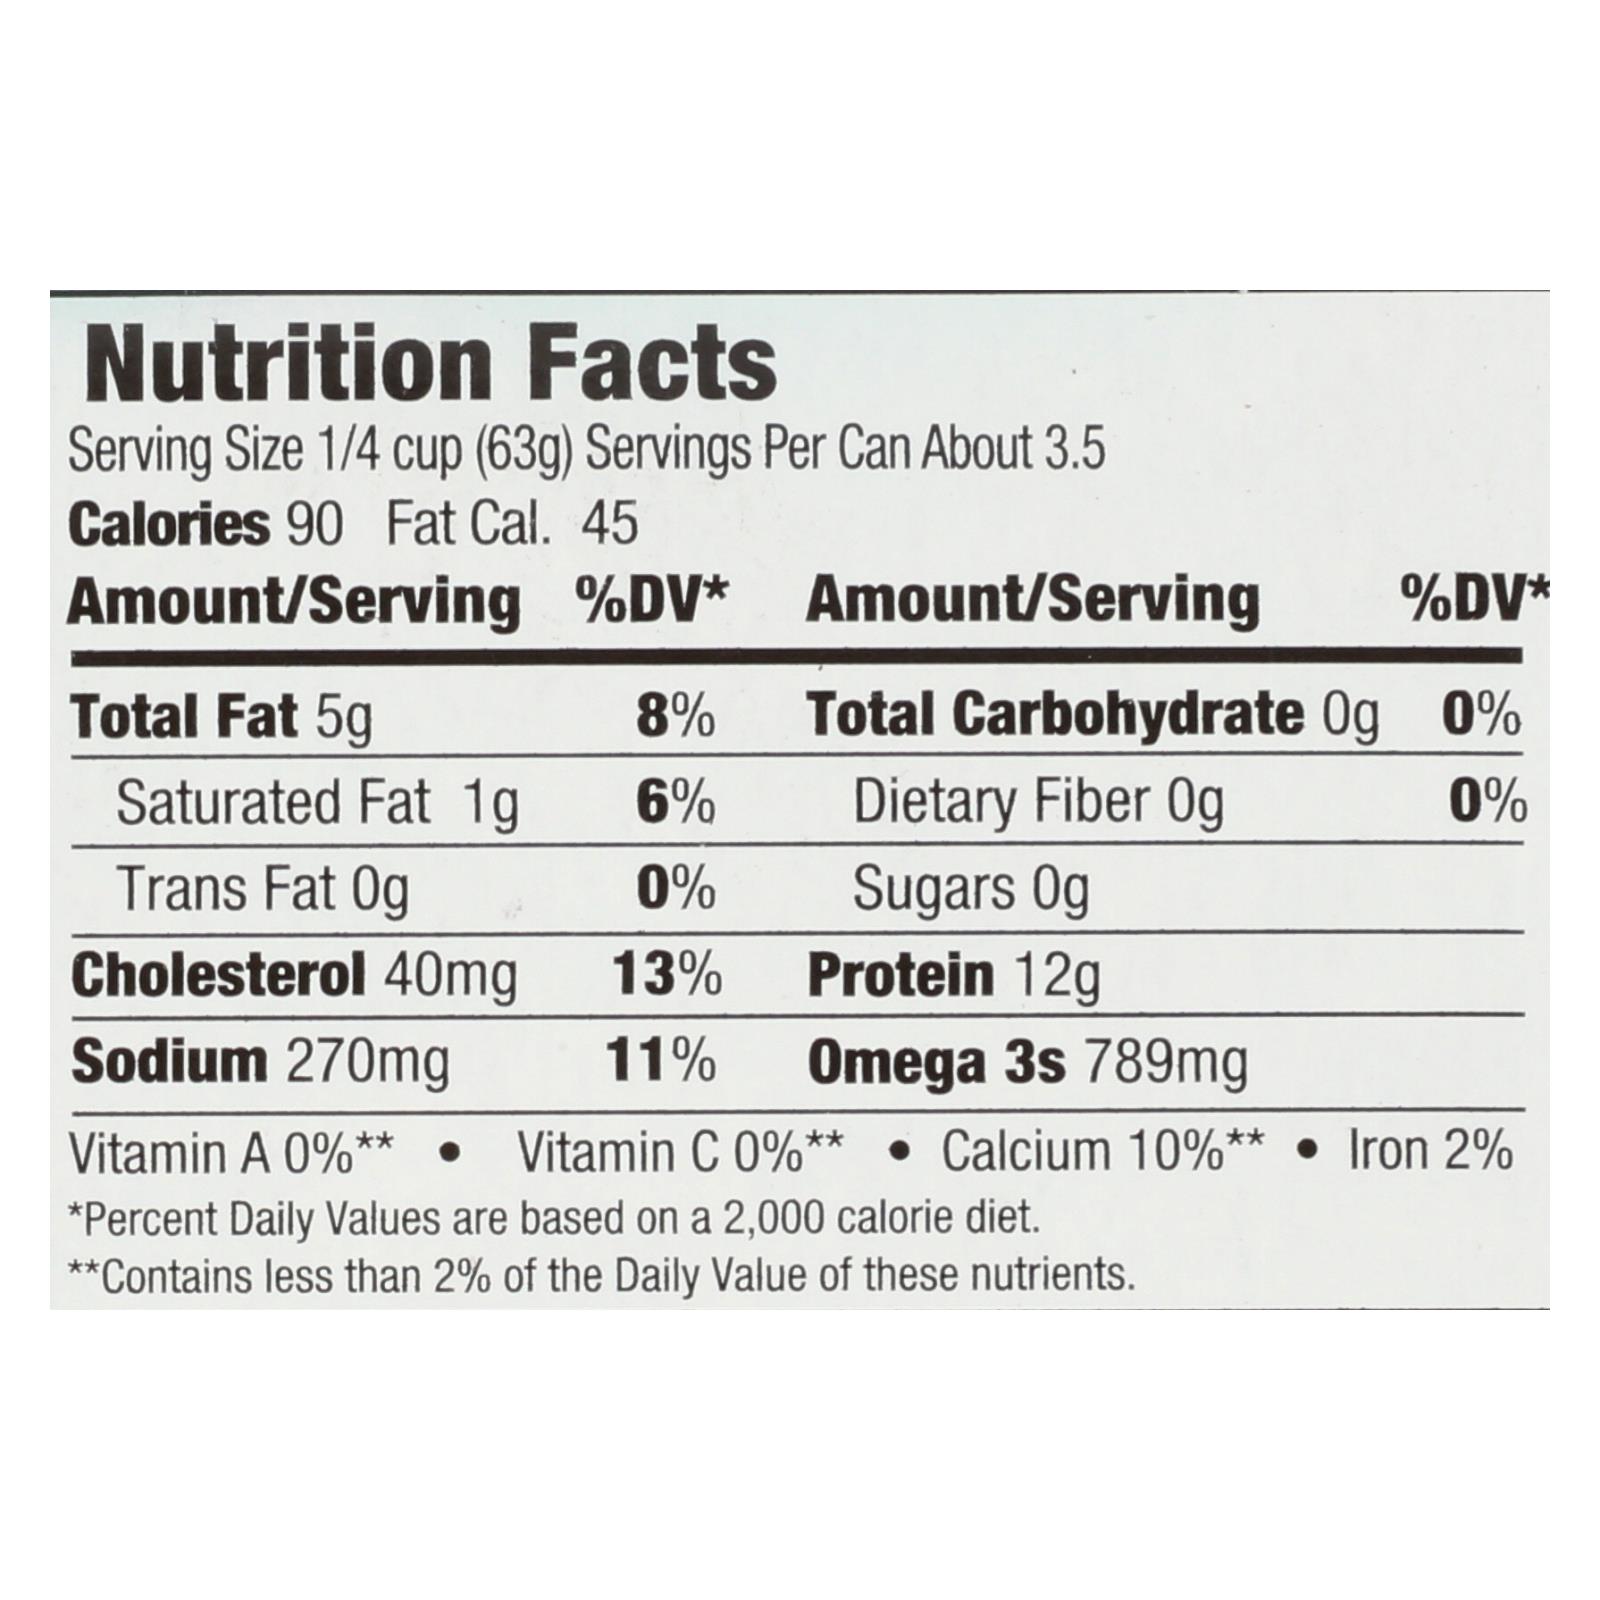 Nutrition Facts
Serving Size 1/4 cup (63g) Servings Per Can About 3.5
Calories 90 Fat Cal. 45
Amount/Serving %DV* Amount/Serving %DV*
Total Fat 5g 8% Total Carbohydrate 0g 0%
Saturated Fat 1g 6% Dietary Fiber 0g 0%
Trans Fat 0g 0% Sugars 0g
Cholesterol 40mg 13% Protein 12g
Sodium 270mg 11% Omega 3s 789mg
Vitamin A 0%** • Vitamin C 0%** • Calcium 10%** • Iron 2%
*Percent Daily Values are based on a 2,000 calorie diet.
**Contains less than 2% of the Daily Value of these nutrients.